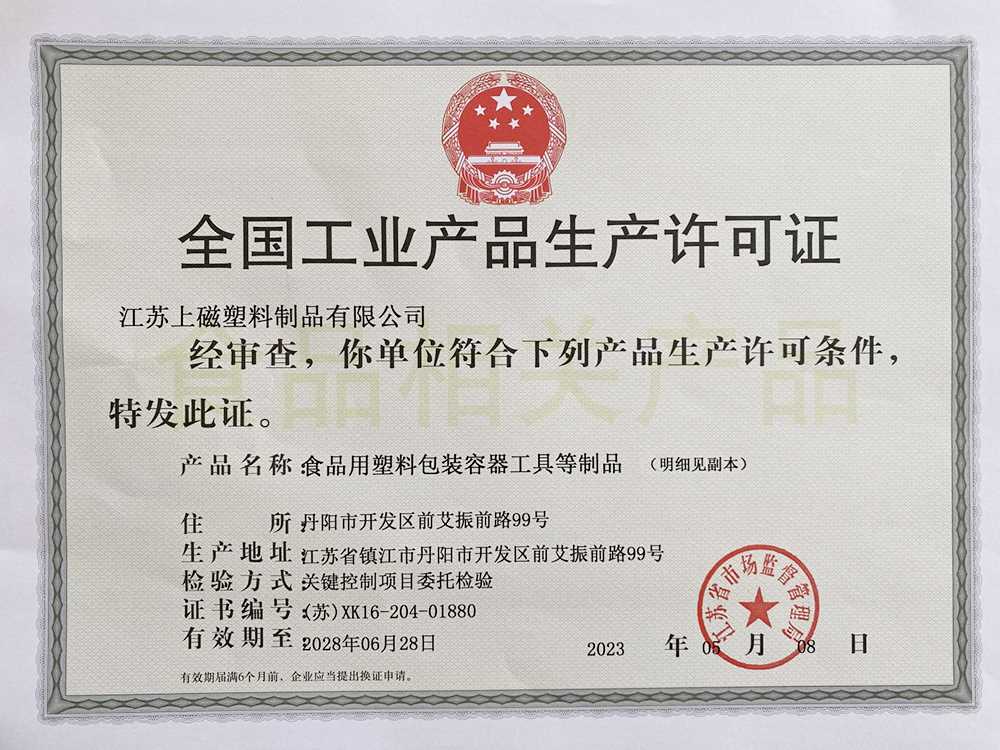 全国工业产品生产许可证
江苏上磁塑料制品有限公司
食品相关产品
经审查，你单位符合下列产品生产许可条件，
特发此证。
产品名称：食品用塑料包装容器工具等制品 （明细见副本）
住所：丹阳市开发区前艾振前路99号
生产地址：江苏省镇江市丹阳市开发区前艾振前路99号
检验方式：关键控制项目委托检验
证书编号：(苏)XK16-204-01880
有效期至：2028年06月28日
江苏省市场监督管理局
2023 年 05 月 08 日
有效期届满6个月前，企业应当提出换证申请。